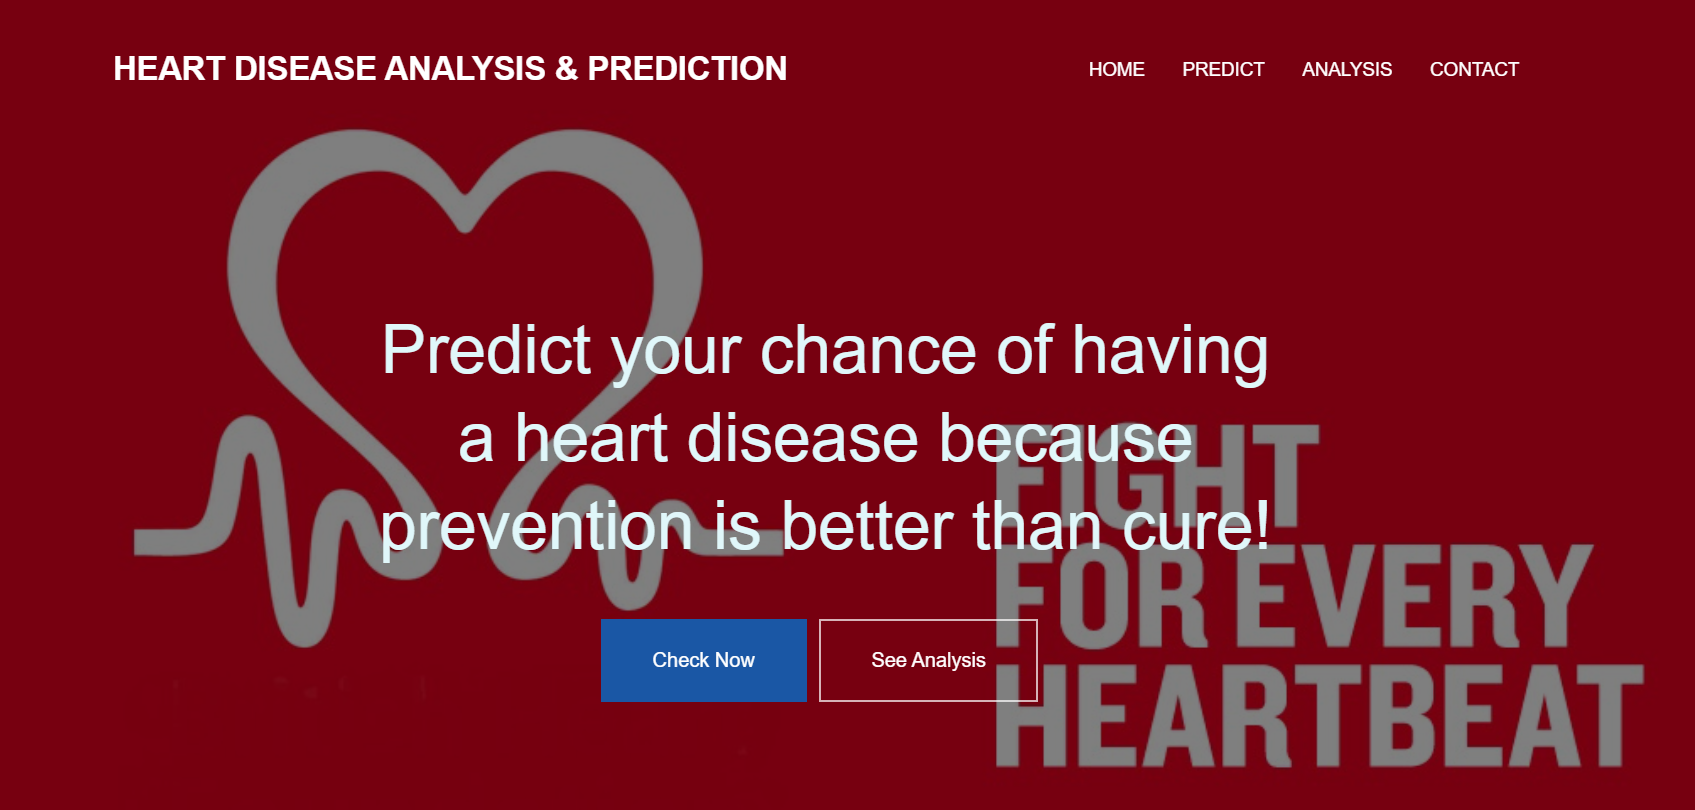 HEART DISEASE ANALYSIS & PREDICTION
HOME PREDICT ANALYSIS CONTACT
Predict your chance of having
a heart disease because
prevention is better than cure!
FIGHT
FOR EVERY
HEARTBEAT
Check Now
See Analysis